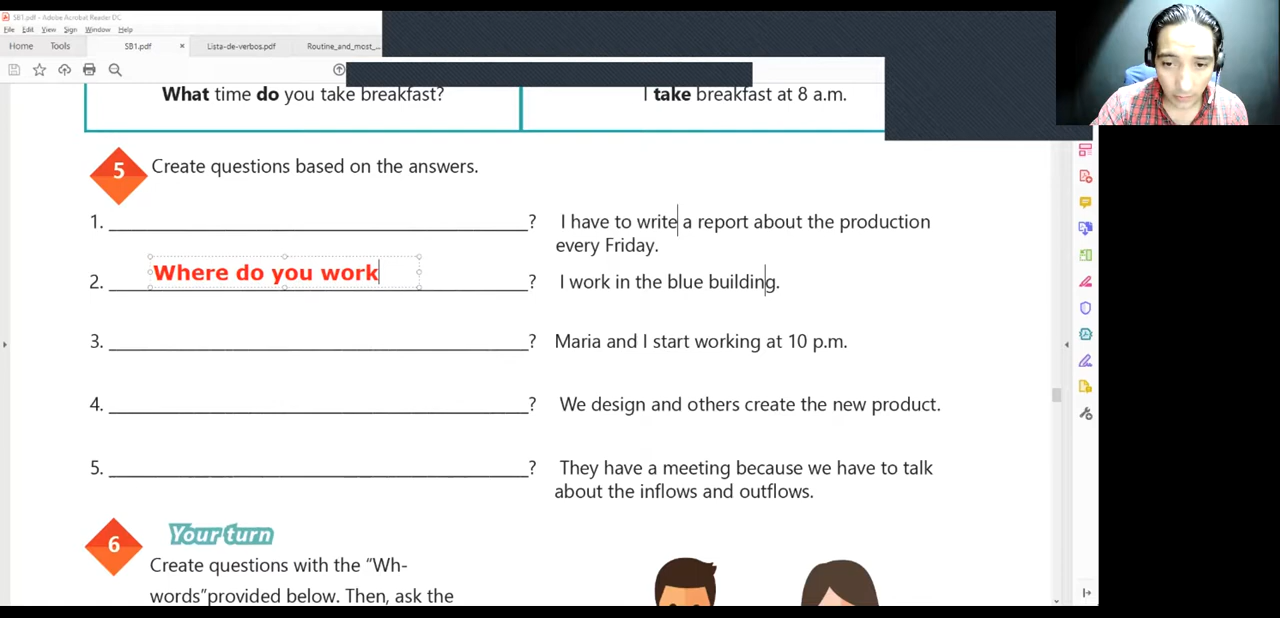 SB1.pdf - Adobe Acrobat Reader DC
File Edit View Sign Window Help
Home Tools SB1.pdf × Lista-de-verbos.pdf Routine_and_most_...
What time do you take breakfast? I take breakfast at 8 a.m.
5 Create questions based on the answers.
1. ? I have to write a report about the production
every Friday.
Where do you work
2. ? I work in the blue building.
3. ? Maria and I start working at 10 p.m.
4. ? We design and others create the new product.
5. ? They have a meeting because we have to talk
about the inflows and outflows.
6 Your turn
Create questions with the “Wh-
words”provided below. Then, ask the